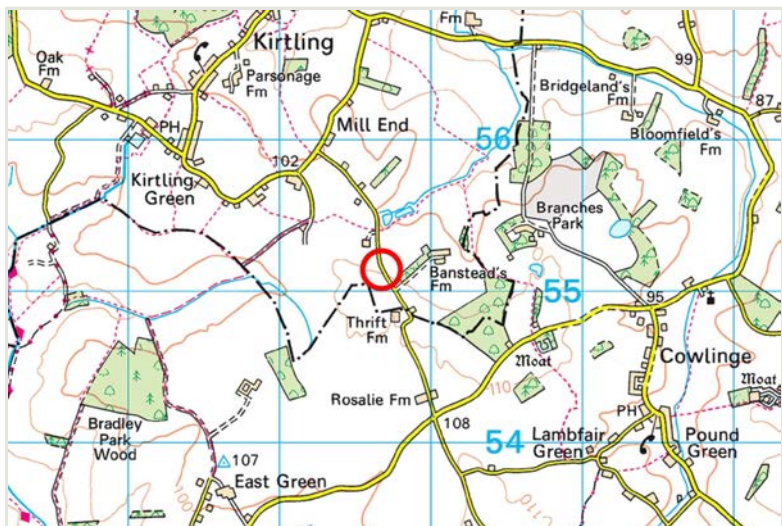 Kirtling
Fm
99
Oak
Fm
Parsonage
Fm
Bridgeland's
Fm
87
Bloomfield's
Fm
Mill End
PH
56
102
Kirtling
Green
Branches
Park
Banstead's
Fm
55
95
Thrift
Fm
Moat
Cowlinge
110
Moat
Rosalie Fm
PH
Bradley
Park
Wood
108
54
Lambfair
Green
Pound
Green
107
East Green
100
110